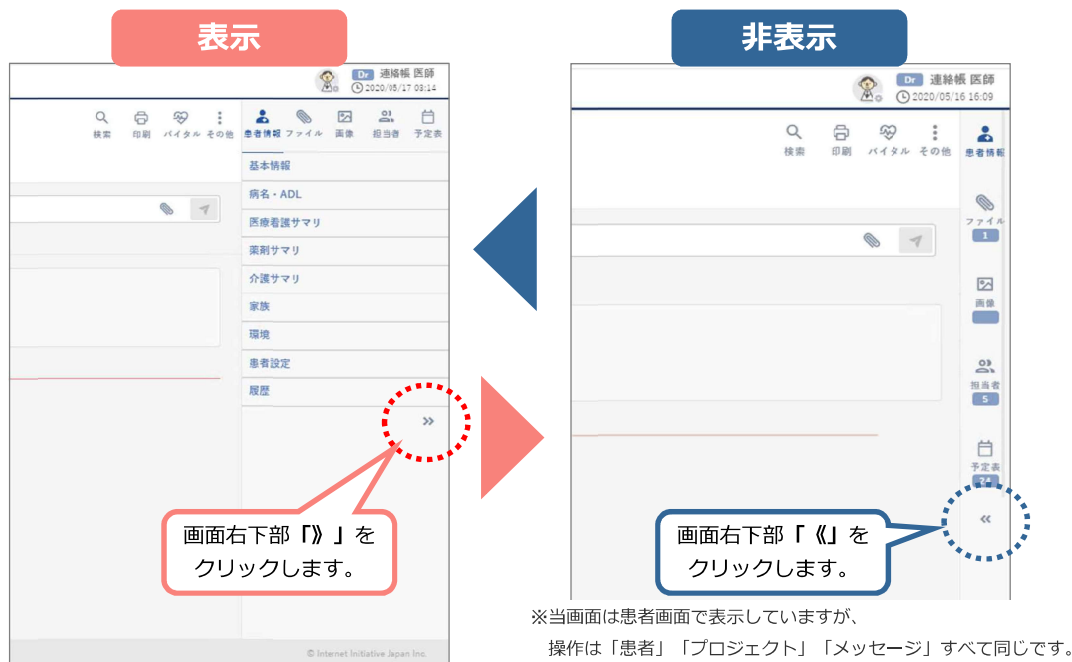 表示
Dr 連絡帳 医師
2020/05/17 03:14
検索 印刷 バイタル その他
患者情報 ファイル 画像 担当者 予定表
基本情報
病名・ADL
医療看護サマリ
薬剤サマリ
介護サマリ
家族
環境
患者設定
履歴
»
画面右下部「》」を
クリックします。
© Internet Initiative Japan Inc.
非表示
Dr 連絡帳 医師
2020/05/16 16:09
検索 印刷 バイタル その他
患者情報
ファイル
1
画像
担当者
5
予定表
24
«
画面右下部「《」を
クリックします。
※当画面は患者画面で表示していますが、
操作は「患者」「プロジェクト」「メッセージ」すべて同じです。